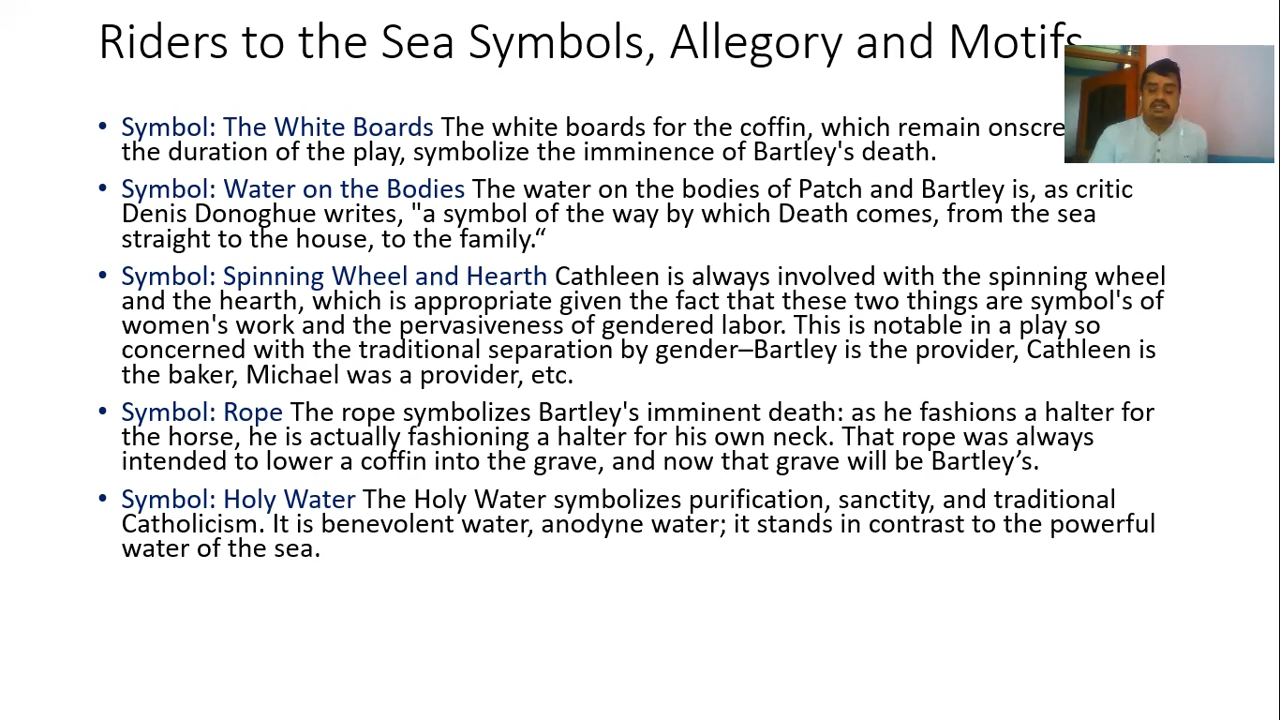 Riders to the Sea Symbols, Allegory and Motifs
• Symbol: The White Boards The white boards for the coffin, which remain
the duration of the play, symbolize the imminence of Bartley's death.
• Symbol: Water on the Bodies The water on the bodies of Patch and Bartley is, as critic
Denis Donoghue writes, "a symbol of the way by which Death comes, from the sea
straight to the house, to the family.“
• Symbol: Spinning Wheel and Hearth Cathleen is always involved with the spinning wheel
and the hearth, which is appropriate given the fact that these two things are symbol's of
women's work and the pervasiveness of gendered labor. This is notable in a play so
concerned with the traditional separation by gender–Bartley is the provider, Cathleen is
the baker, Michael was a provider, etc.
• Symbol: Rope The rope symbolizes Bartley's imminent death: as he fashions a halter for
the horse, he is actually fashioning a halter for his own neck. That rope was always
intended to lower a coffin into the grave, and now that grave will be Bartley’s.
• Symbol: Holy Water The Holy Water symbolizes purification, sanctity, and traditional
Catholicism. It is benevolent water, anodyne water; it stands in contrast to the powerful
water of the sea.